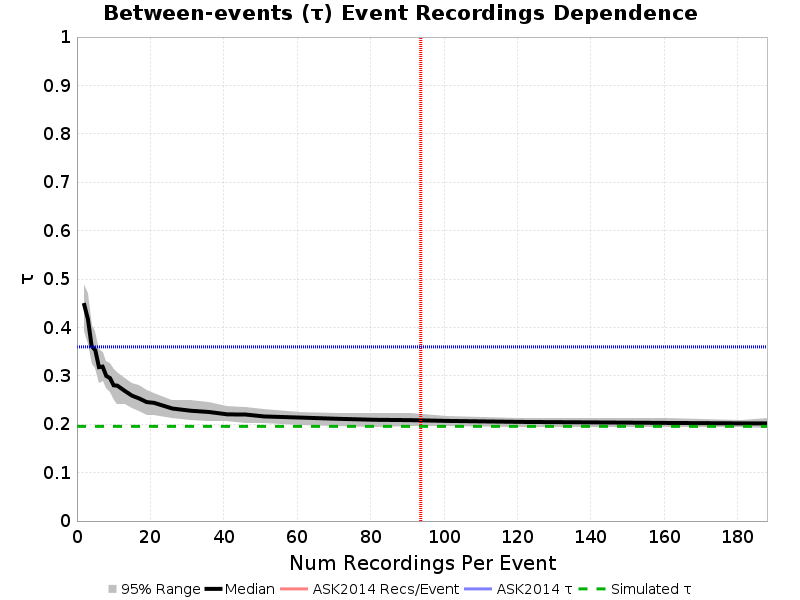 Between-events (τ) Event Recordings Dependence
1
0.9
0.8
0.7
0.6
0.5
0.4
0.3
0.2
0.1
0
τ
0 20 40 60 80 100 120 140 160 180
Num Recordings Per Event
95% Range Median ASK2014 Recs/Event ASK2014 τ Simulated τ